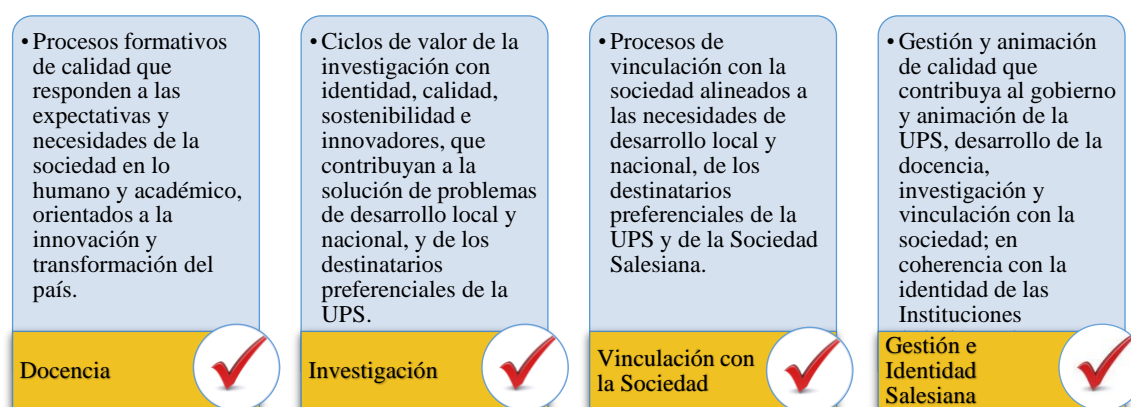 • Procesos formativos
de calidad que
responden a las
expectativas y
necesidades de la
sociedad en lo
humano y académico,
orientados a la
innovación y
transformación del
país.
Docencia
• Ciclos de valor de la
investigación con
identidad, calidad,
sostenibilidad e
innovadores, que
contribuyan a la
solución de problemas
de desarrollo local y
nacional, y de los
destinatarios
preferenciales de la
UPS.
Investigación
• Procesos de
vinculación con la
sociedad alineados a
las necesidades de
desarrollo local y
nacional, de los
destinatarios
preferenciales de la
UPS y de la Sociedad
Salesiana.
Vinculación con
la Sociedad
• Gestión y animación
de calidad que
contribuya al gobierno
y animación de la
UPS, desarrollo de la
docencia,
investigación y
vinculación con la
sociedad; en
coherencia con la
identidad de las
Instituciones
Gestión e
Identidad
Salesiana